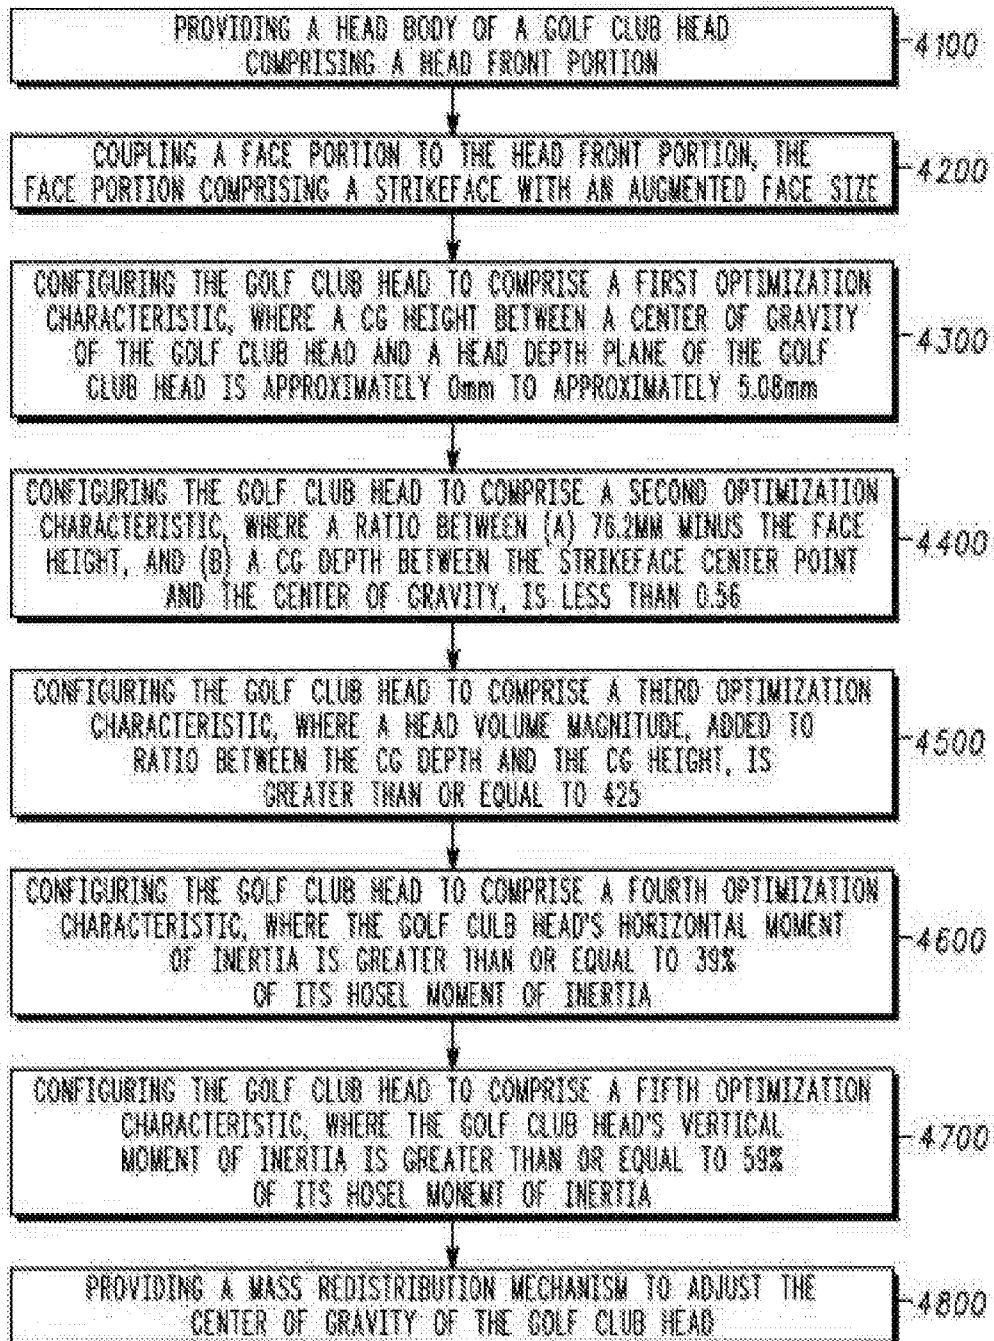 PROVIDING A HEAD BODY OF A GOLF CLUB HEAD
COMPRISING A HEAD FRONT PORTION
4100
COUPLING A FACE PORTION TO THE HEAD FRONT PORTION, THE
FACE PORTION COMPRISING A STRIKEFACE WITH AN AUGMENTED FACE SIZE
4200
CONFIGURING THE GOLF CLUB HEAD TO COMPRISE A FIRST OPTIMIZATION
CHARACTERISTIC, WHERE A CG HEIGHT BETWEEN A CENTER OF GRAVITY
OF THE GOLF CLUB HEAD AND A HEAD DEPTH PLANE OF THE GOLF
CLUB HEAD IS APPROXIMATELY 0mm TO APPROXIMATELY 5.08mm
4300
CONFIGURING THE GOLF CLUB HEAD TO COMPRISE A SECOND OPTIMIZATION
CHARACTERISTIC, WHERE A RATIO BETWEEN (A) 76.2MM MINUS THE FACE
HEIGHT, AND (B) A CG DEPTH BETWEEN THE STRIKEFACE CENTER POINT
AND THE CENTER OF GRAVITY, IS LESS THAN 0.56
4400
CONFIGURING THE GOLF CLUB HEAD TO COMPRISE A THIRD OPTIMIZATION
CHARACTERISTIC, WHERE A HEAD VOLUME MAGNITUDE, ADDED TO
RATIO BETWEEN THE CG DEPTH AND THE CG HEIGHT, IS
GREATER THAN OR EQUAL TO 425
4500
CONFIGURING THE GOLF CLUB HEAD TO COMPRISE A FOURTH OPTIMIZATION
CHARACTERISTIC, WHERE THE GOLF CULB HEAD'S HORIZONTAL MOMENT
OF INERTIA IS GREATER THAN OR EQUAL TO 39%
OF ITS HOSEL MOMENT OF INERTIA
4600
CONFIGURING THE GOLF CLUB HEAD TO COMPRISE A FIFTH OPTIMIZATION
CHARACTERISTIC, WHERE THE GOLF CLUB HEAD'S VERTICAL
MOMENT OF INERTIA IS GREATER THAN OR EQUAL TO 59%
OF ITS HOSEL MONEMT OF INERTIA
4700
PROVIDING A MASS REDISTRIBUTION MECHANISM TO ADJUST THE
CENTER OF GRAVITY OF THE GOLF CLUB HEAD
4800